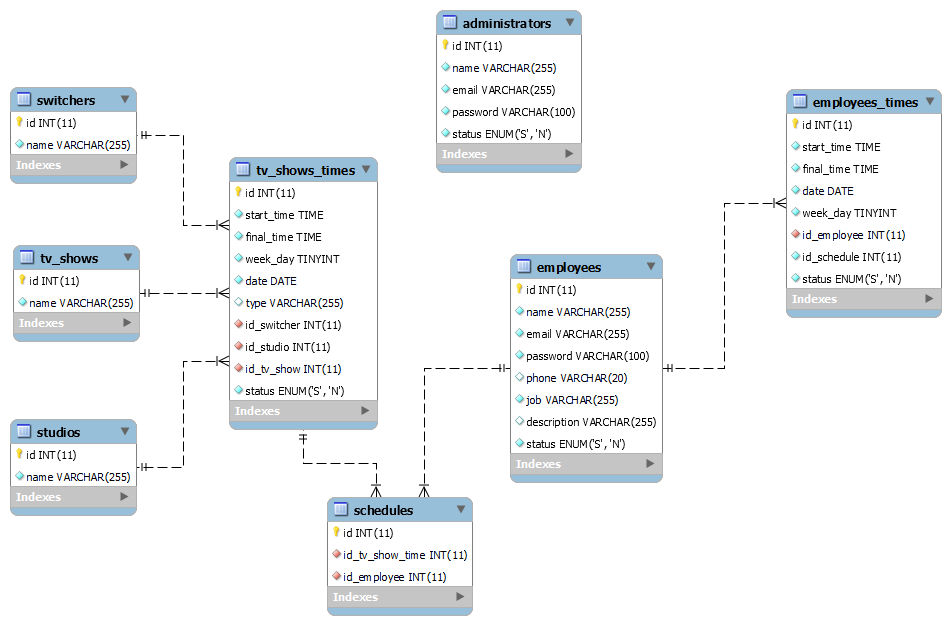 administrators
id INT(11)
name VARCHAR(255)
email VARCHAR(255)
password VARCHAR(100)
status ENUM('S', 'N')
Indexes
switchers
id INT(11)
name VARCHAR(255)
Indexes
employees_times
id INT(11)
start_time TIME
final_time TIME
date DATE
week_day TINYINT
id_employee INT(11)
id_schedule INT(11)
status ENUM('S', 'N')
Indexes
tv_shows_times
id INT(11)
start_time TIME
final_time TIME
week_day TINYINT
date DATE
type VARCHAR(255)
id_switcher INT(11)
id_studio INT(11)
id_tv_show INT(11)
status ENUM('S', 'N')
Indexes
tv_shows
id INT(11)
name VARCHAR(255)
Indexes
employees
id INT(11)
name VARCHAR(255)
email VARCHAR(255)
password VARCHAR(100)
phone VARCHAR(20)
job VARCHAR(255)
description VARCHAR(255)
status ENUM('S', 'N')
Indexes
studios
id INT(11)
name VARCHAR(255)
Indexes
schedules
id INT(11)
id_tv_show_time INT(11)
id_employee INT(11)
Indexes